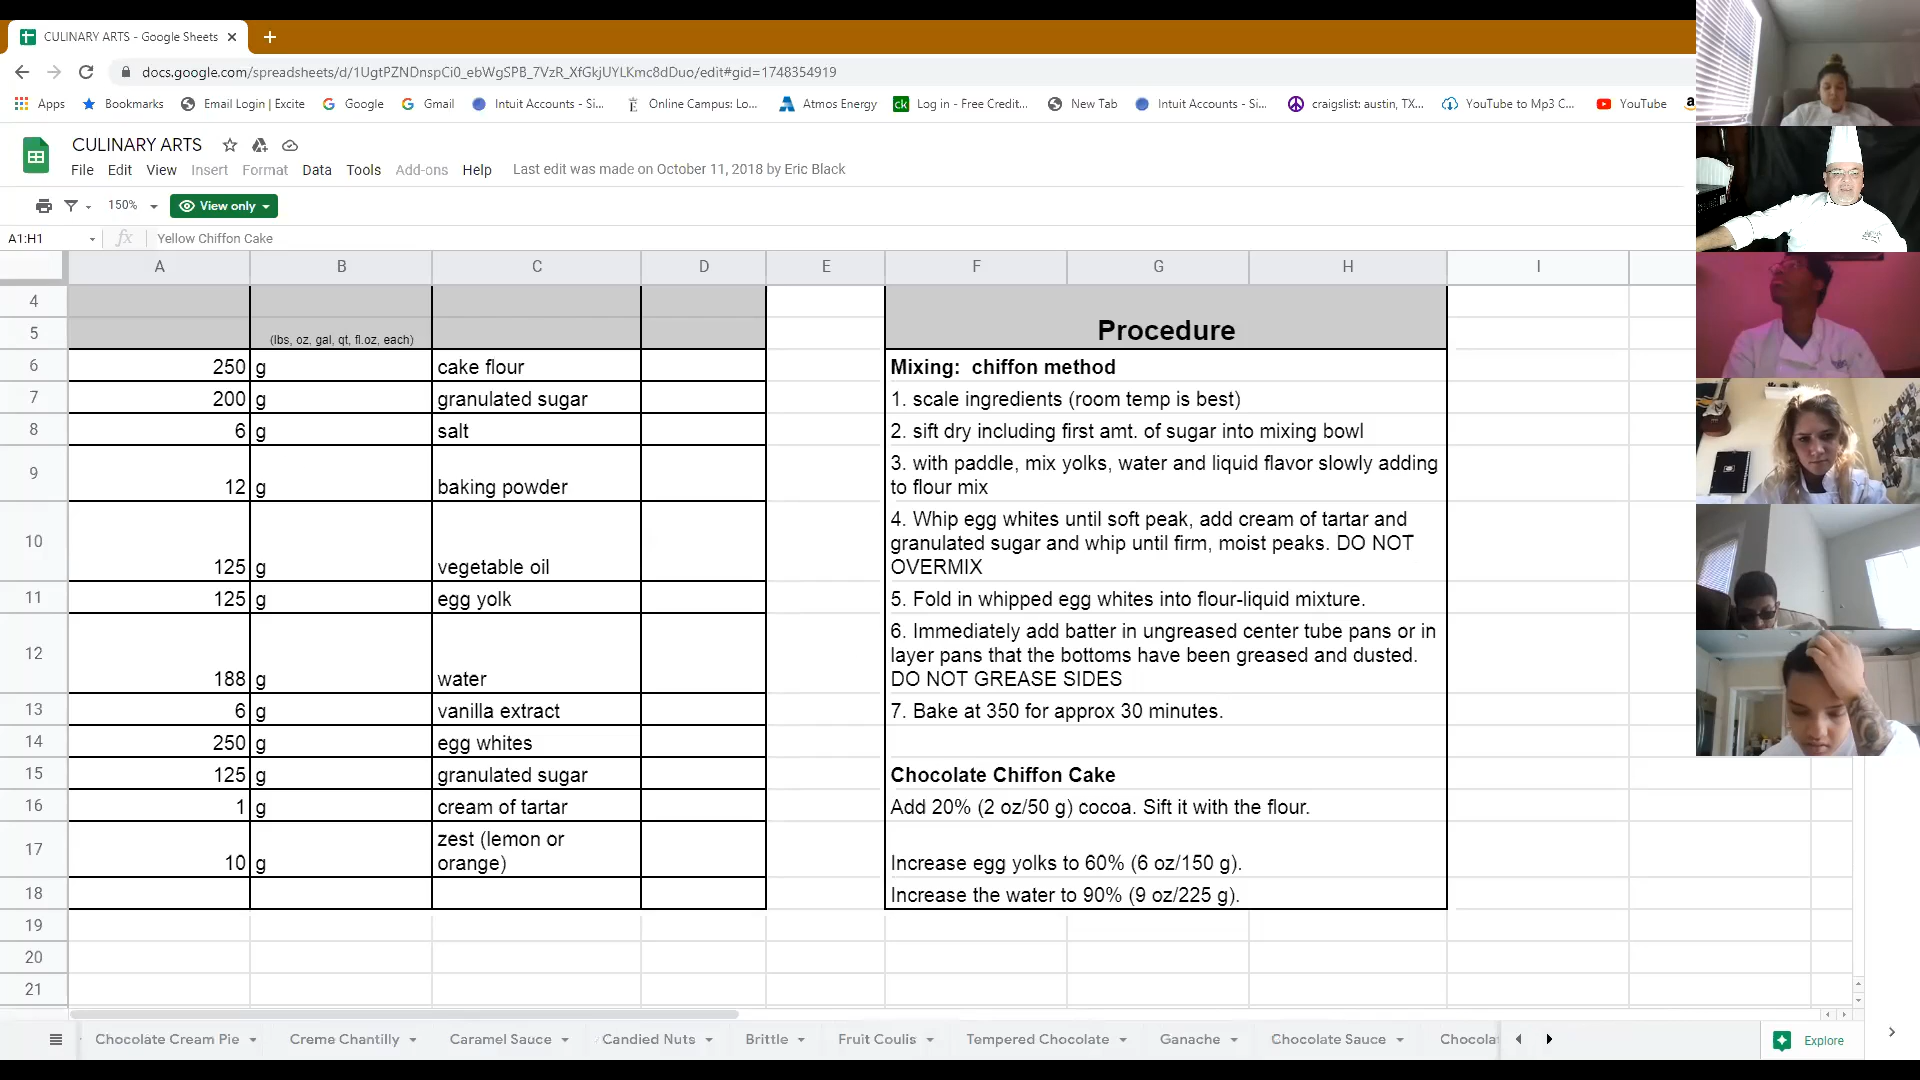 CULINARY ARTS - Google Sheets
docs.google.com/spreadsheets/d/1UgtPZNDnspCi0_ebWgSPB_7VzR_XfGkjUYLKmc8dDuo/edit#gid=1748354919
Apps Bookmarks Email Login | Excite Google Gmail Intuit Accounts - Si... Online Campus: Lo... Atmos Energy ck Log in - Free Credit... New Tab Intuit Accounts - Si... craigslist: austin, TX... YouTube to Mp3 C... YouTube a
CULINARY ARTS
File Edit View Insert Format Data Tools Add-ons Help Last edit was made on October 11, 2018 by Eric Black
150% View only
A1:H1 fx Yellow Chiffon Cake
A B C D E F G H I
4
5 (lbs, oz, gal, qt, fl.oz, each) Procedure
6 250 g cake flour Mixing: chiffon method
7 200 g granulated sugar 1. scale ingredients (room temp is best)
8 6 g salt 2. sift dry including first amt. of sugar into mixing bowl
9 12 g baking powder 3. with paddle, mix yolks, water and liquid flavor slowly adding
to flour mix
10 125 g vegetable oil 4. Whip egg whites until soft peak, add cream of tartar and
granulated sugar and whip until firm, moist peaks. DO NOT
OVERMIX
11 125 g egg yolk 5. Fold in whipped egg whites into flour-liquid mixture.
12 188 g water 6. Immediately add batter in ungreased center tube pans or in
layer pans that the bottoms have been greased and dusted.
DO NOT GREASE SIDES
13 6 g vanilla extract 7. Bake at 350 for approx 30 minutes.
14 250 g egg whites
15 125 g granulated sugar Chocolate Chiffon Cake
16 1 g cream of tartar Add 20% (2 oz/50 g) cocoa. Sift it with the flour.
17 10 g zest (lemon or
orange) Increase egg yolks to 60% (6 oz/150 g).
18 Increase the water to 90% (9 oz/225 g).
19
20
21
Chocolate Cream Pie Creme Chantilly Caramel Sauce Candied Nuts Brittle Fruit Coulis Tempered Chocolate Ganache Chocolate Sauce Chocola Explore